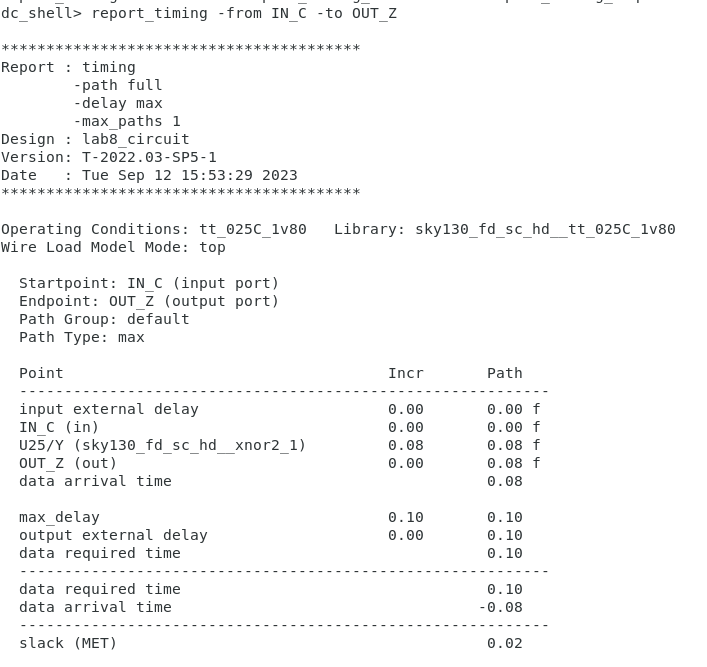 dc_shell> report_timing -from IN_C -to OUT_Z
****************************************
Report : timing
        -path full
        -delay max
        -max_paths 1
Design : lab8_circuit
Version: T-2022.03-SP5-1
Date   : Tue Sep 12 15:53:29 2023
****************************************
Operating Conditions: tt_025C_1v80   Library: sky130_fd_sc_hd__tt_025C_1v80
Wire Load Model Mode: top
  Startpoint: IN_C (input port)
  Endpoint: OUT_Z (output port)
  Path Group: default
  Path Type: max
  Point                                    Incr       Path
  -----------------------------------------------------------
  input external delay                     0.00       0.00 f
  IN_C (in)                                0.00       0.00 f
  U25/Y (sky130_fd_sc_hd__xnor2_1)         0.08       0.08 f
  OUT_Z (out)                              0.00       0.08 f
  data arrival time                                   0.08
  max_delay                                0.10       0.10
  output external delay                    0.00       0.10
  data required time                                  0.10
  -----------------------------------------------------------
  data required time                                  0.10
  data arrival time                                  -0.08
  -----------------------------------------------------------
  slack (MET)                                         0.02